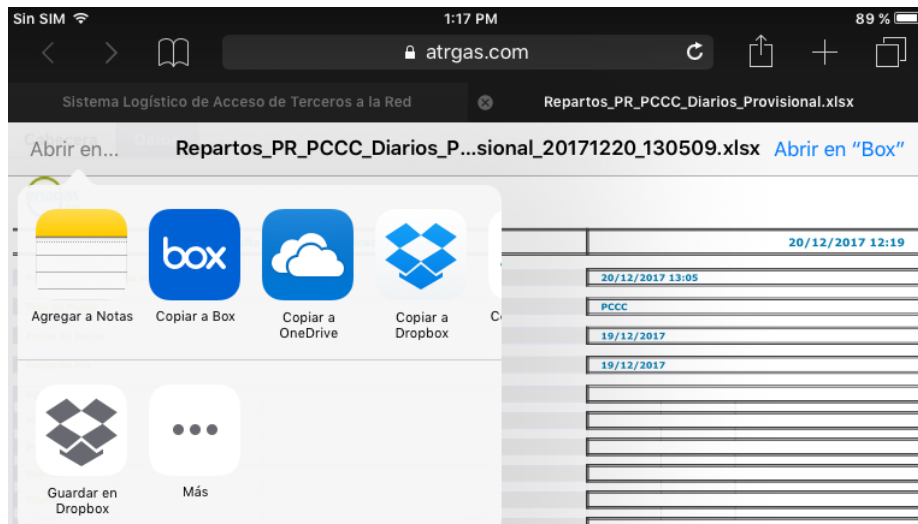 Sin SIM
1:17 PM
89 %
atrgas.com
Sistema Logístico de Acceso de Terceros a la Red
Repartos_PR_PCCC_Diarios_Provisional.xlsx
Abrir en...
Repartos_PR_PCCC_Diarios_P...sional_20171220_130509.xlsx
Abrir en "Box"
20/12/2017 12:19
box
20/12/2017 13:05
PCCC
19/12/2017
19/12/2017
Agregar a Notas
Copiar a Box
Copiar a
OneDrive
Copiar a
Dropbox
Guardar en
Dropbox
Más